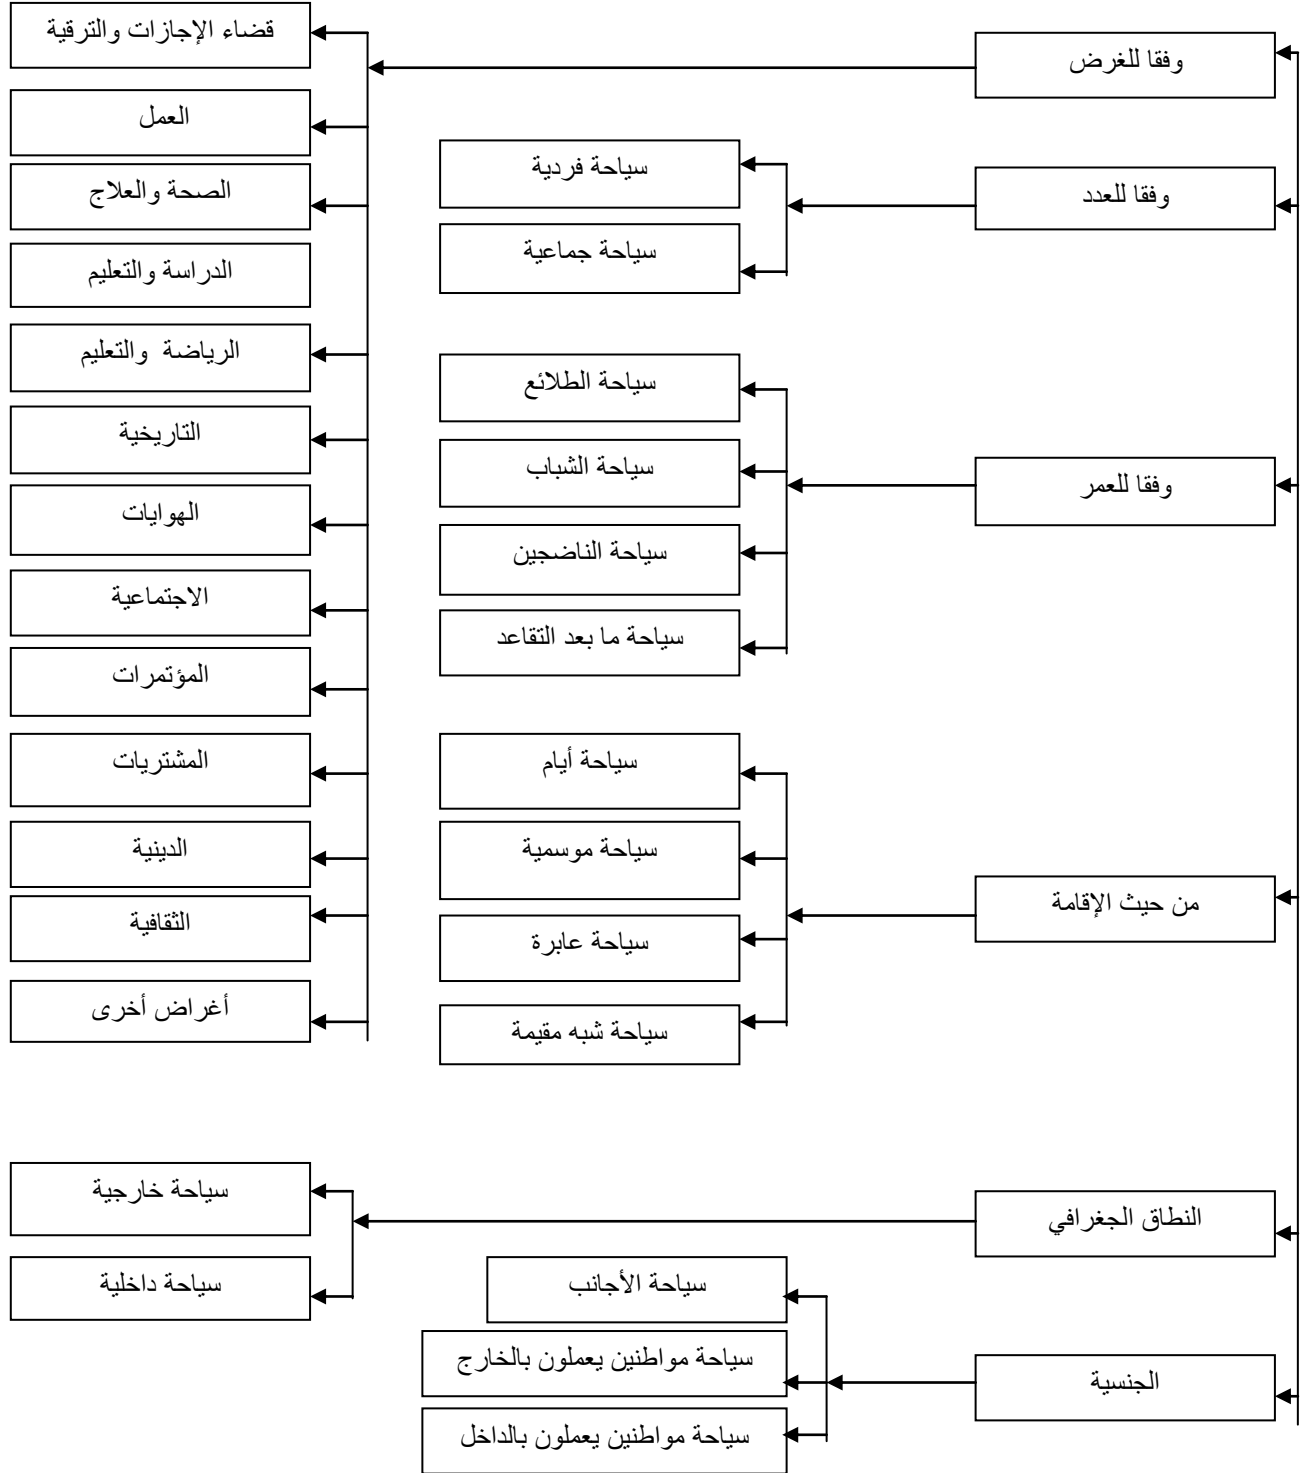 وفقا للغرض
قضاء الإجازات والترقية
العمل
الصحة والعلاج
الدراسة والتعليم
الرياضة والتعليم
التاريخية
الهوايات
الاجتماعية
المؤتمرات
المشتريات
الدينية
الثقافية
أغراض أخرى
وفقا للعدد
سياحة فردية
سياحة جماعية
وفقا للعمر
سياحة الطلائع
سياحة الشباب
سياحة الناضجين
سياحة ما بعد التقاعد
من حيث الإقامة
سياحة أيام
سياحة موسمية
سياحة عابرة
سياحة شبه مقيمة
النطاق الجغرافي
سياحة خارجية
سياحة داخلية
الجنسية
سياحة الأجانب
سياحة مواطنين يعملون بالخارج
سياحة مواطنين يعملون بالداخل